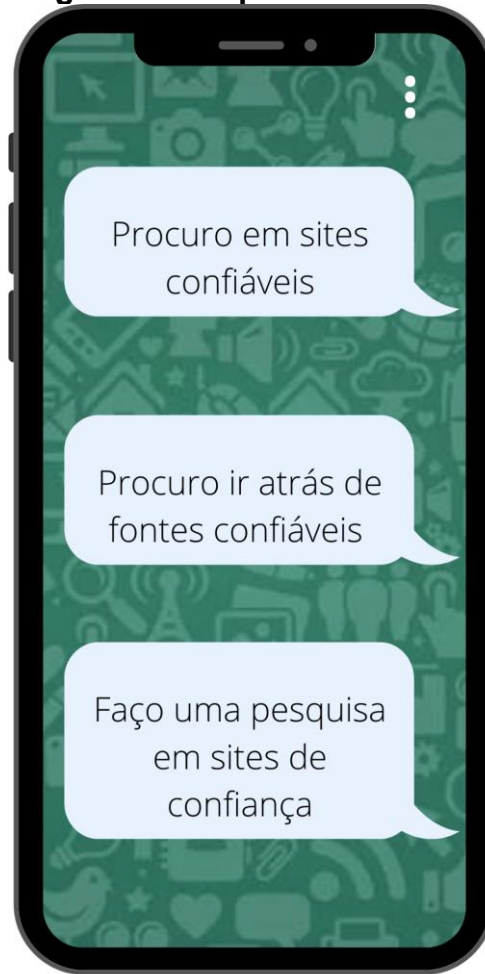 Procuro em sites
confiáveis
Procuro ir atrás de
fontes confiáveis
Faço uma pesquisa
em sites de
confiança